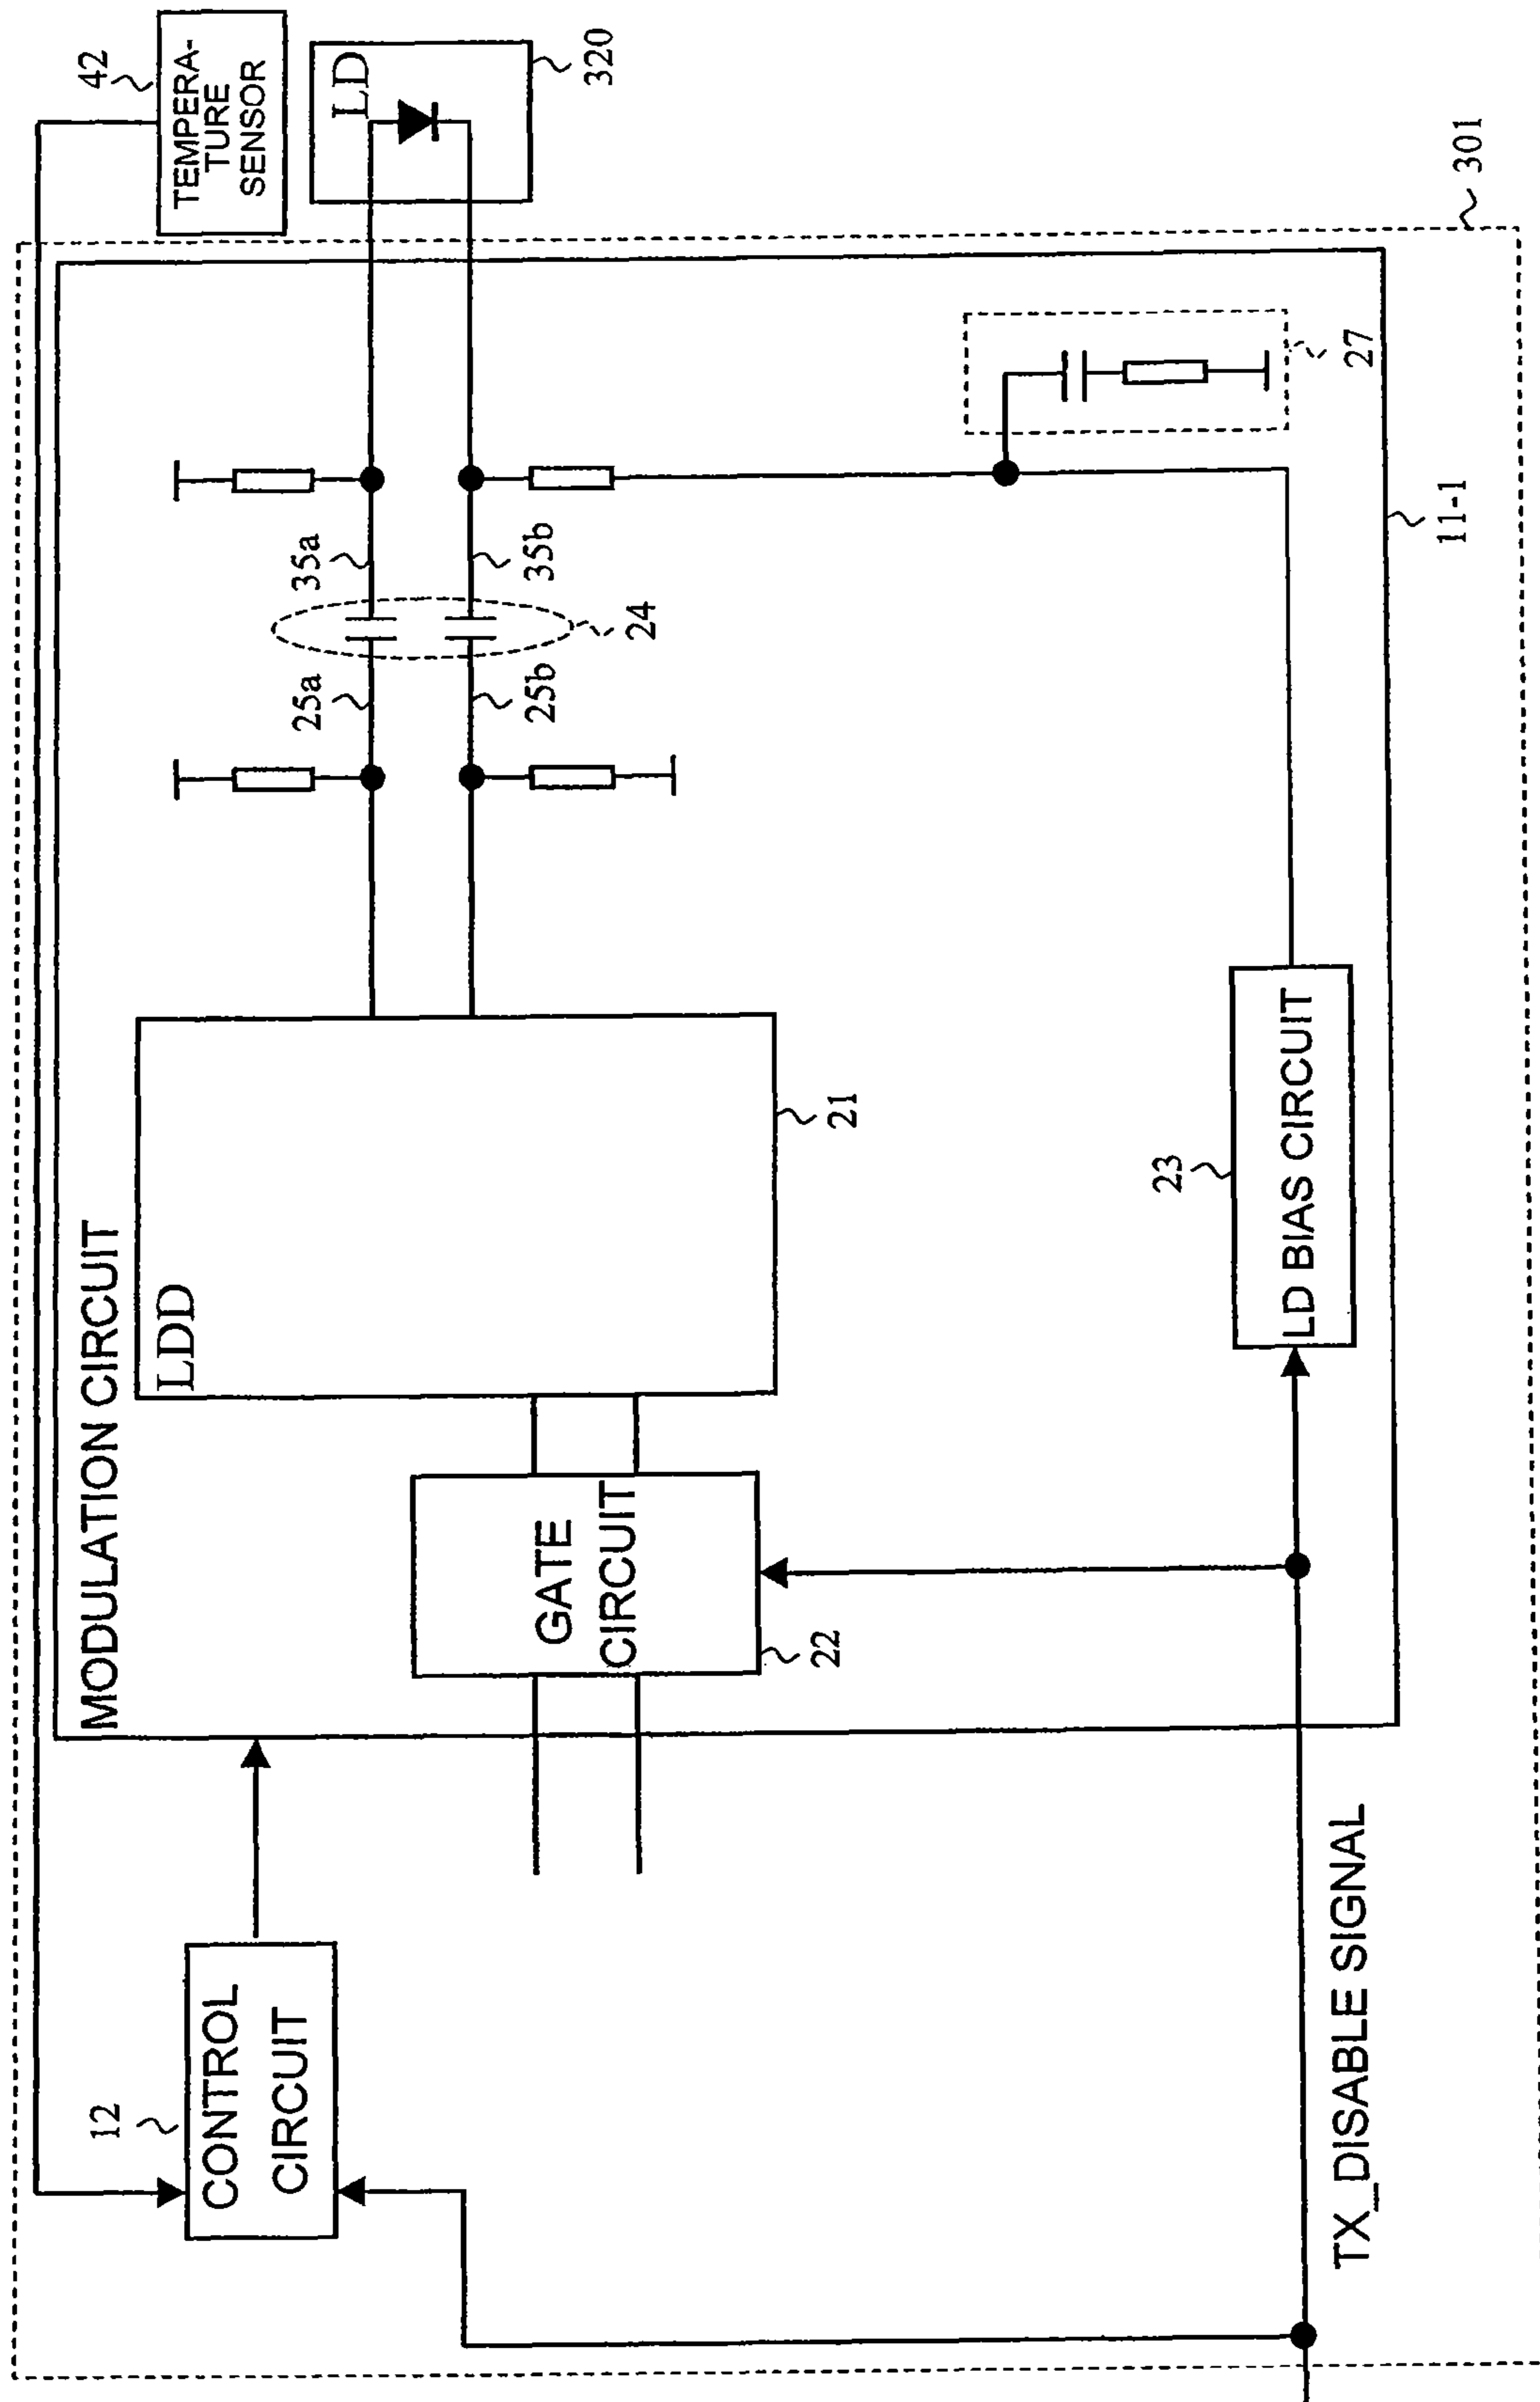 42
TEMPERA-
TURE
SENSOR
LD
320
301
MODULATION CIRCUIT
LDD
21
25a
25b
35a
35b
24
27
11-1
12
CONTROL
CIRCUIT
GATE
CIRCUIT
22
23
LD BIAS CIRCUIT
TX_DISABLE SIGNAL